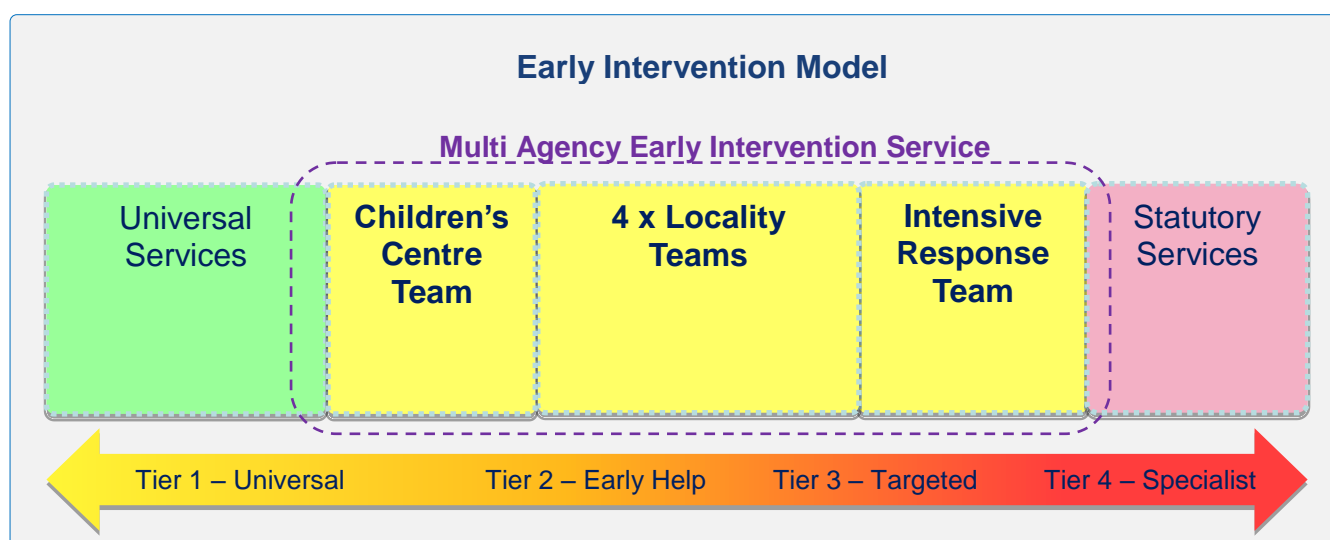 Early Intervention Model
Multi Agency Early Intervention Service
Universal
Services
Children’s
Centre
Team
4 x Locality
Teams
Intensive
Response
Team
Statutory
Services
Tier 1 – Universal
Tier 2 – Early Help
Tier 3 – Targeted
Tier 4 – Specialist